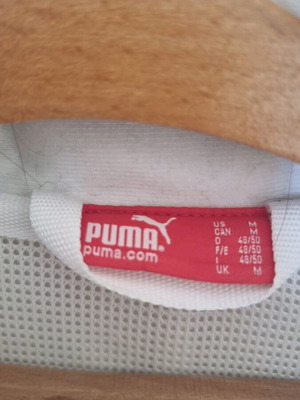 PUMA
puma.com
US M
CAN M
D 48/50
F/E 48/50
I 48/50
UK M